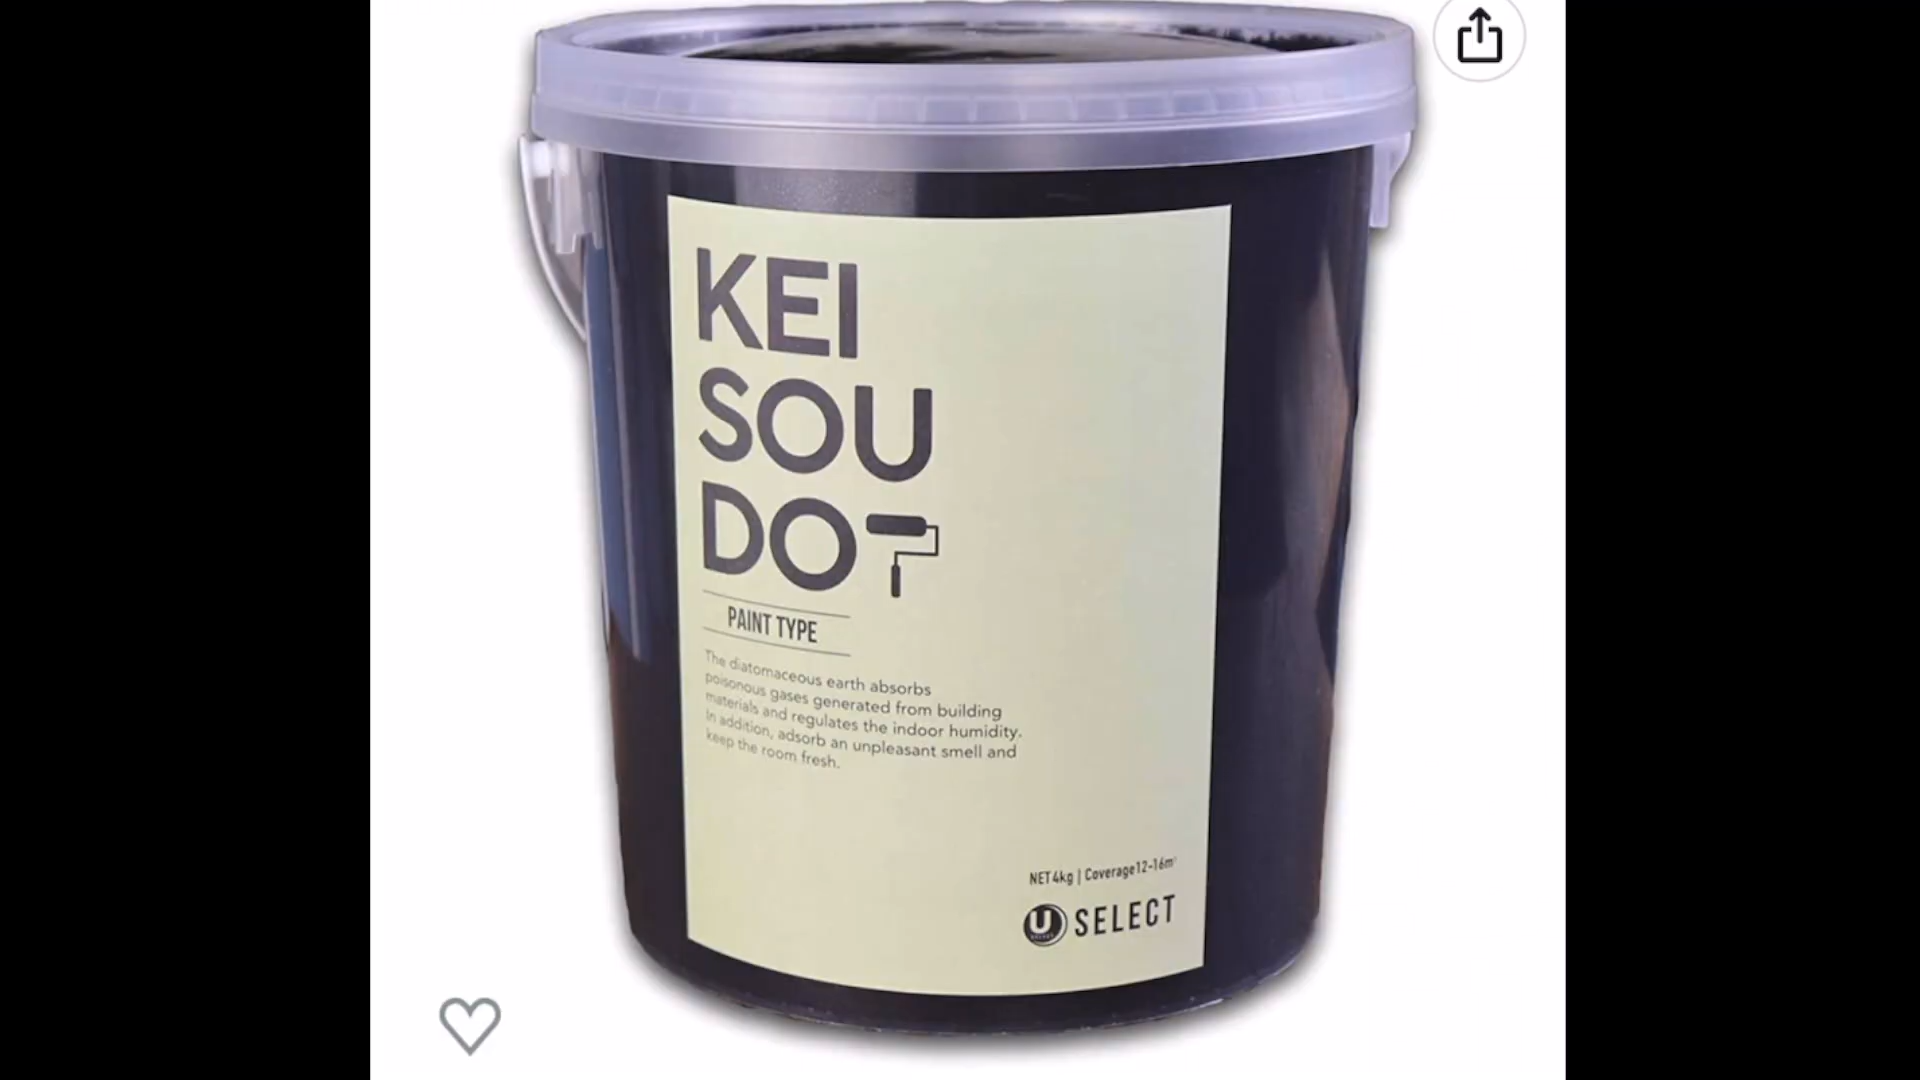 KEI
SOU
DO
PAINT TYPE
The diatomaceous earth absorbs
poisonous gases generated from building
materials and regulates the indoor humidity.
In addition, adsorb an unpleasant smell and
keep the room fresh.
NET4kg | Coverage12-16m²
U SELECT